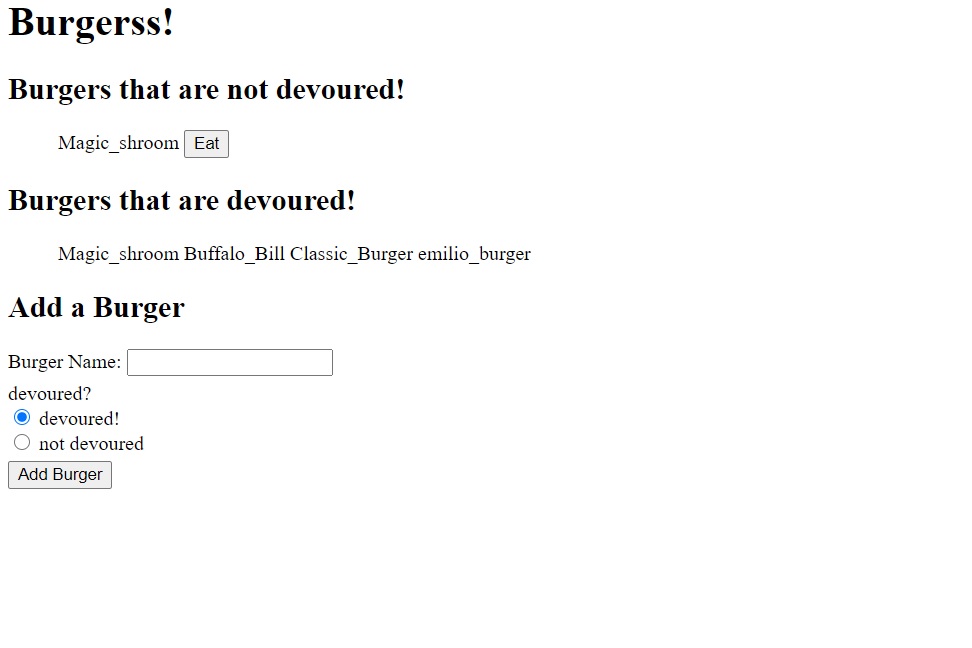 Burgerss!
Burgers that are not devoured!
Magic_shroom Eat
Burgers that are devoured!
Magic_shroom Buffalo_Bill Classic_Burger emilio_burger
Add a Burger
Burger Name:
devoured?
devoured!
not devoured
Add Burger